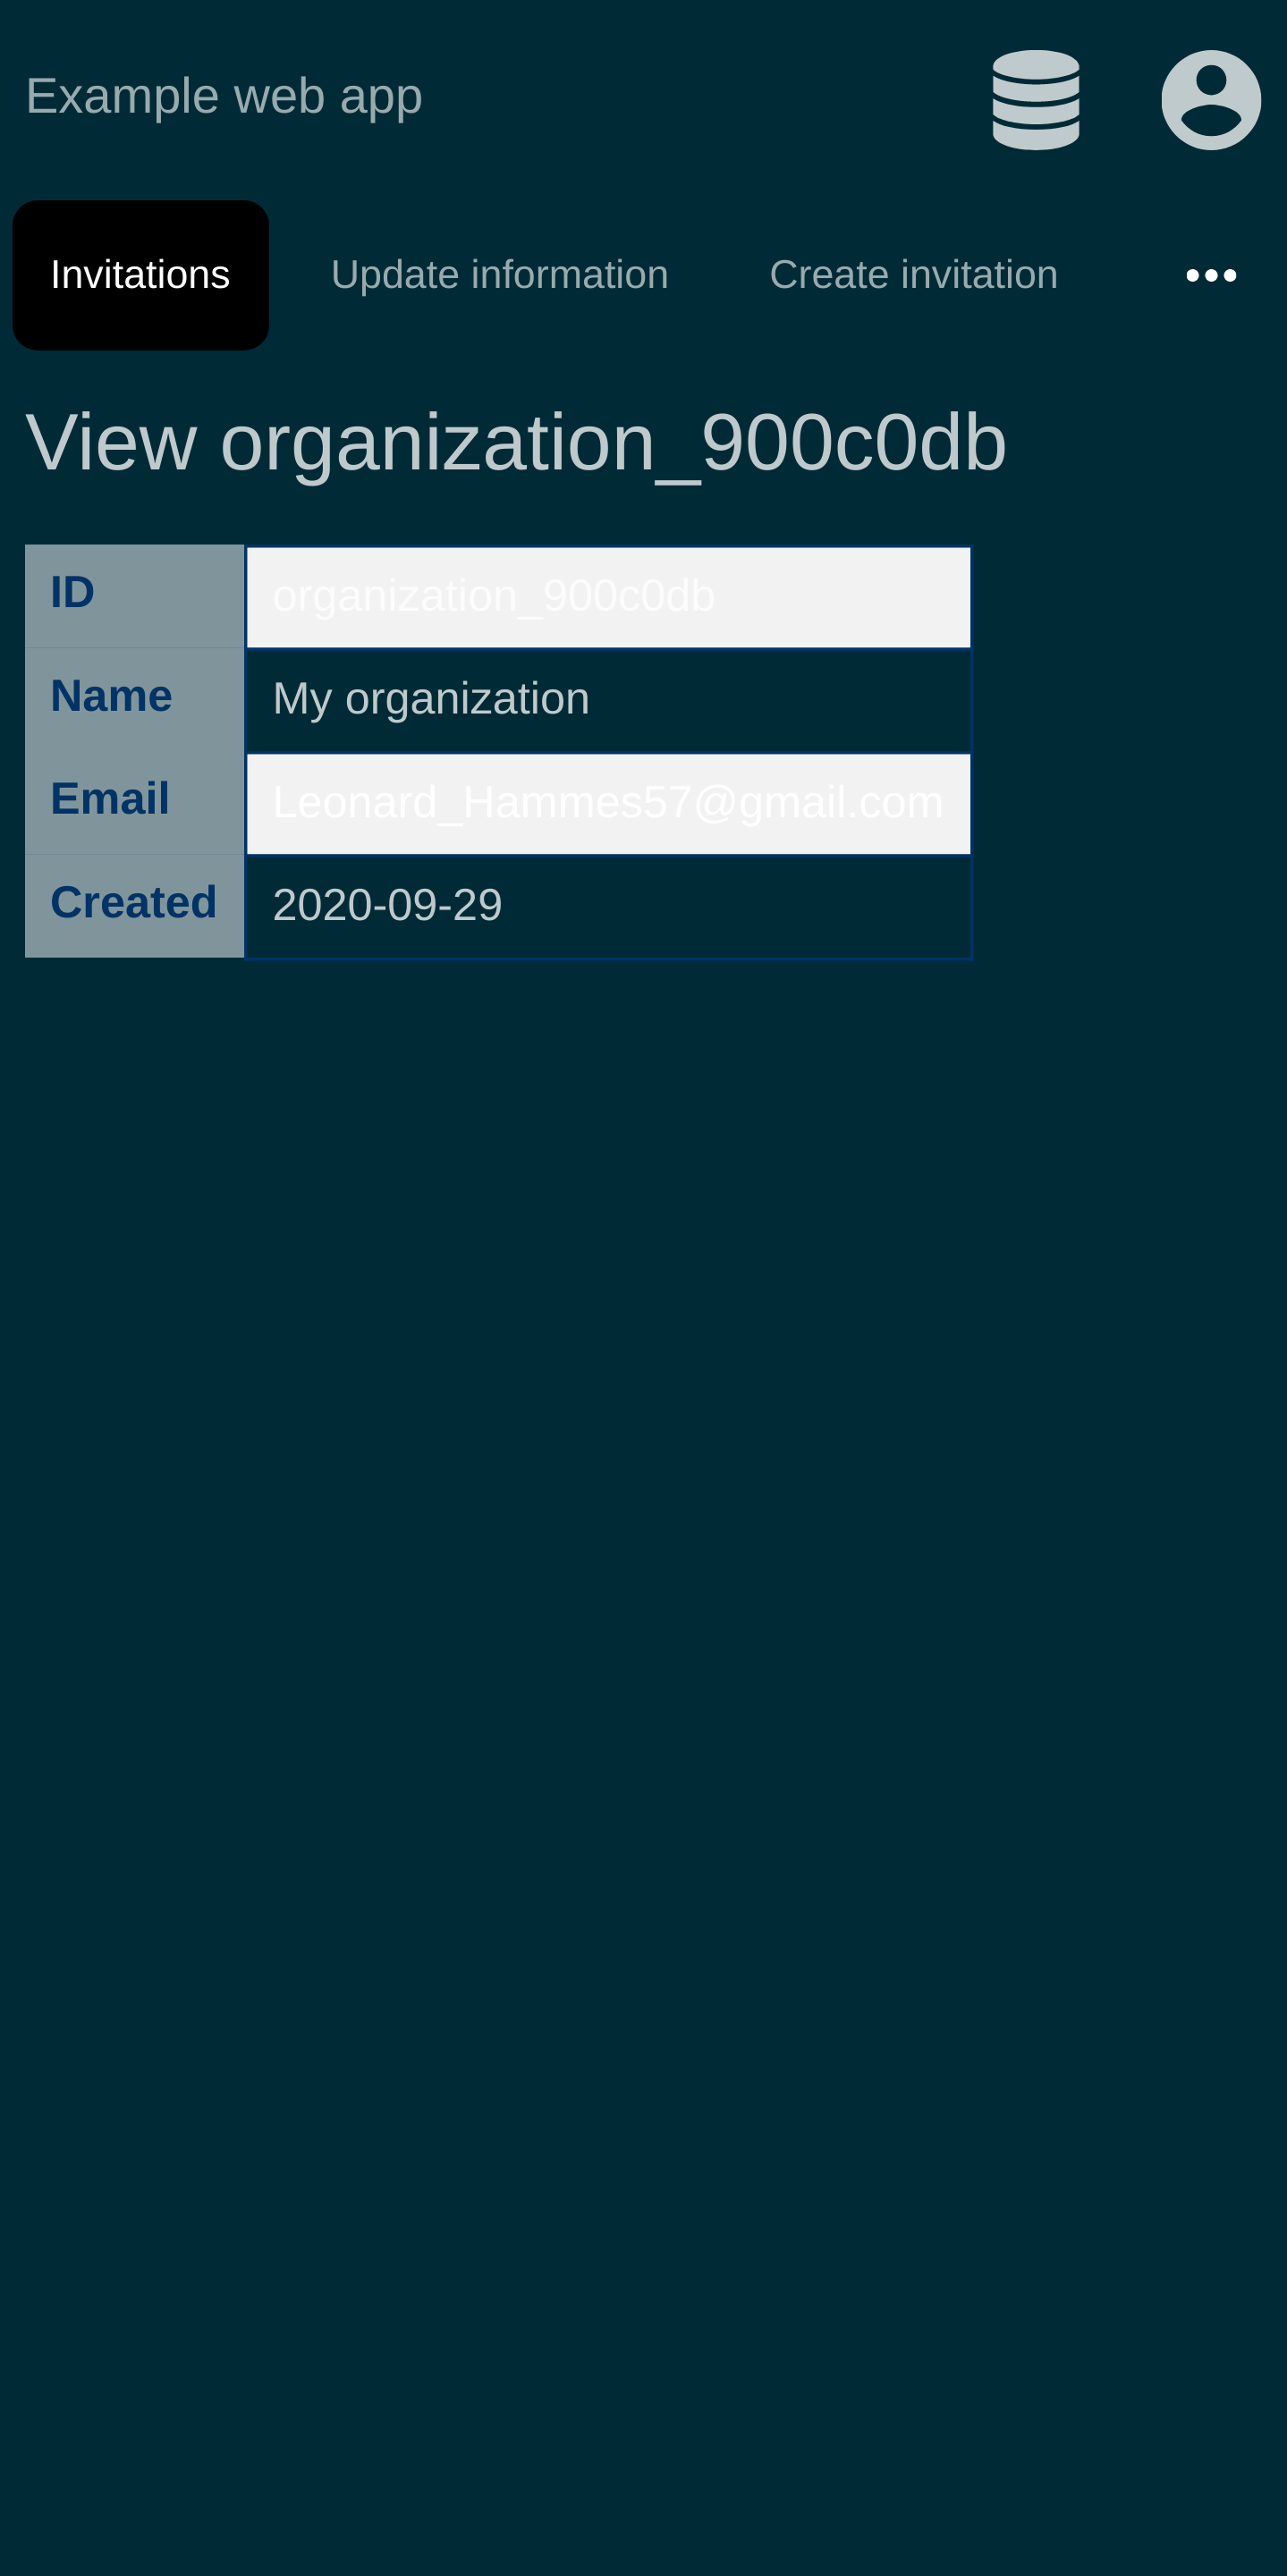 Example web app
Invitations Update information Create invitation
View organization_900c0db
ID organization_900c0db
Name My organization
Email Leonard_Hammes57@gmail.com
Created 2020-09-29